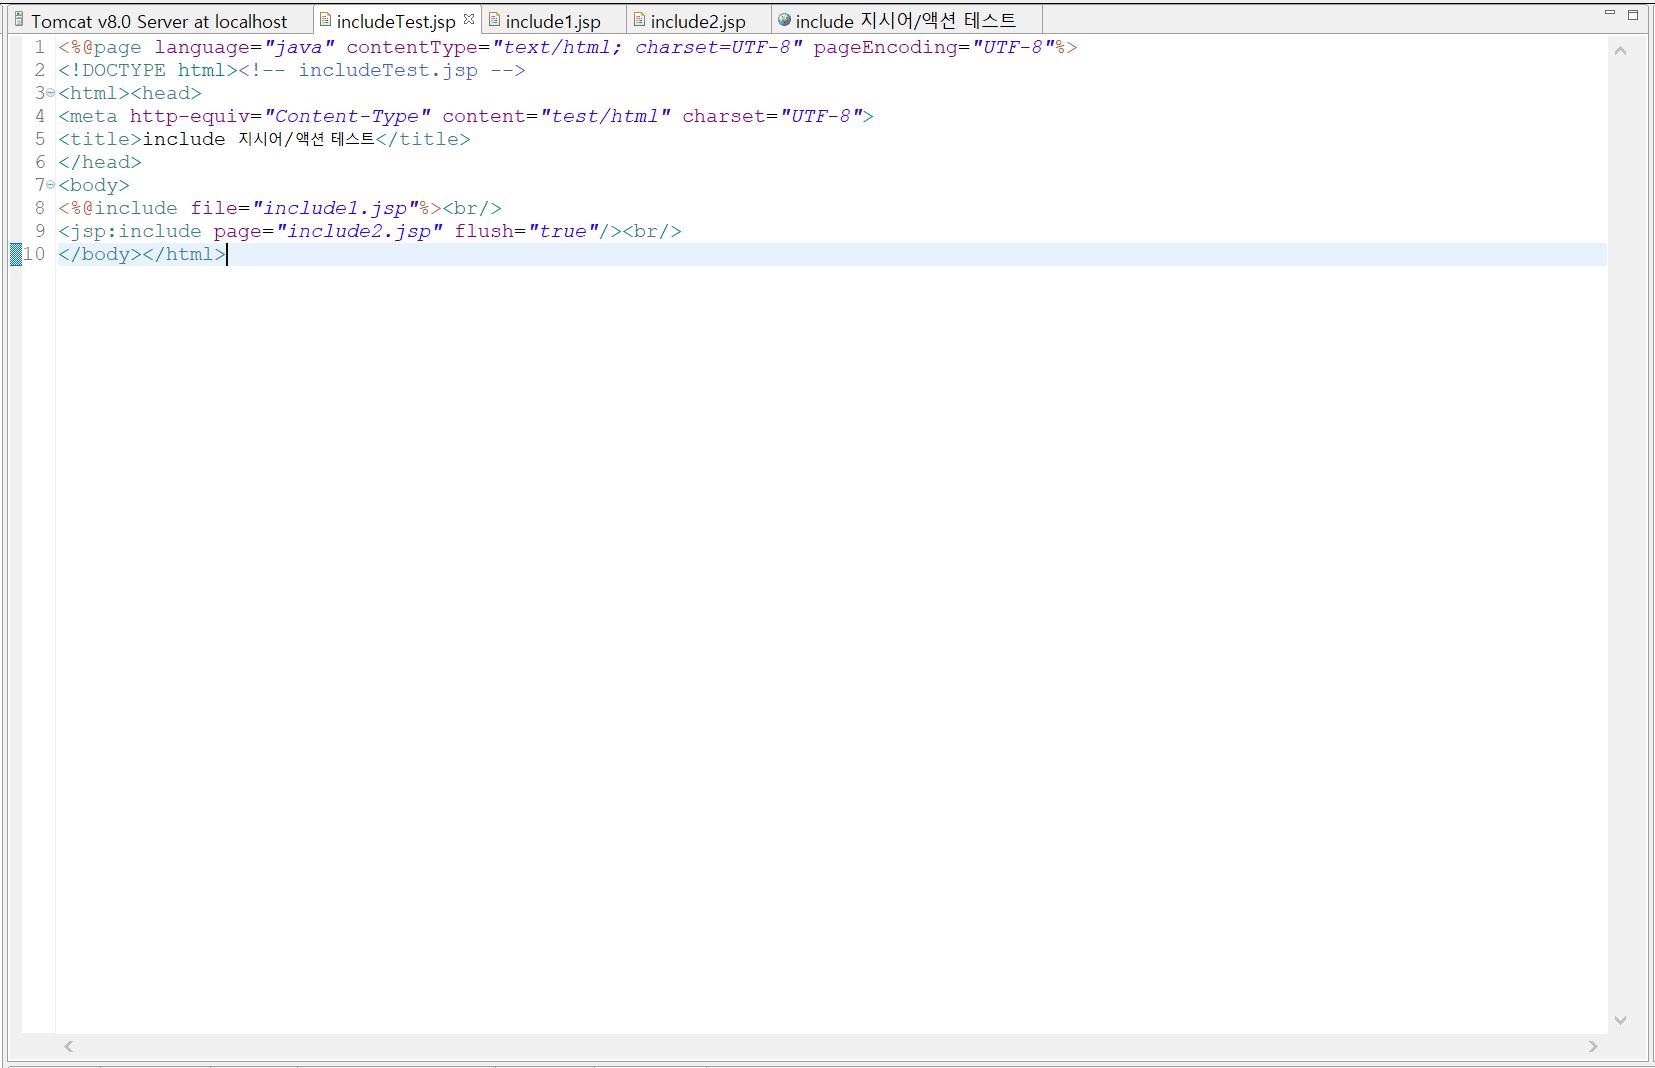 Tomcat v8.0 Server at localhost includeTest.jsp include1.jsp include2.jsp include 지시어/액션 테스트
1 <%@page language="java" contentType="text/html; charset=UTF-8" pageEncoding="UTF-8"%>
2 <!DOCTYPE html><!-- includeTest.jsp -->
3 <html><head>
4 <meta http-equiv="Content-Type" content="test/html" charset="UTF-8">
5 <title>include 지시어/액션 테스트</title>
6 </head>
7 <body>
8 <%@include file="include1.jsp"%><br/>
9 <jsp:include page="include2.jsp" flush="true"/><br/>
10 </body></html>